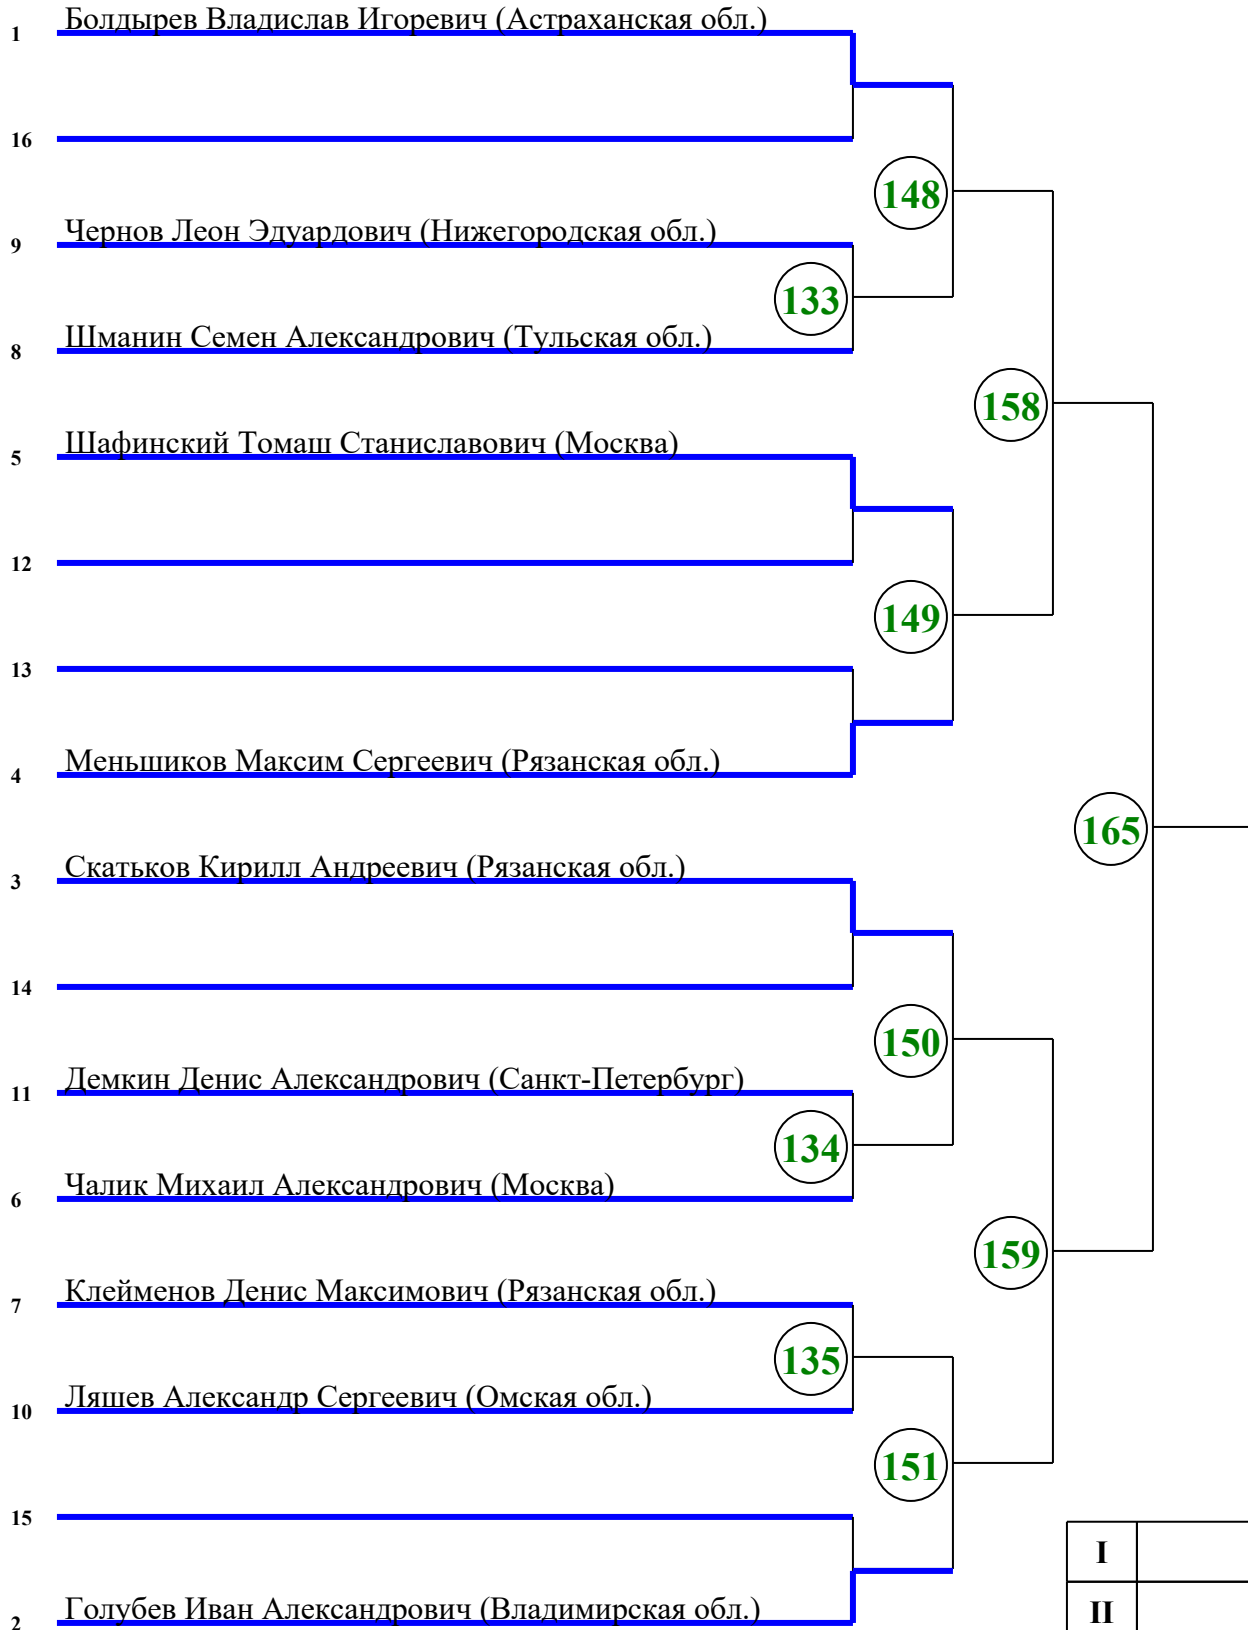 1 Болдырев Владислав Игоревич (Астраханская обл.)
16
148
9 Чернов Леон Эдуардович (Нижегородская обл.)
133
8 Шманин Семен Александрович (Тульская обл.)
158
5 Шафинский Томаш Станиславович (Москва)
12
149
13
4 Меньшиков Максим Сергеевич (Рязанская обл.)
165
3 Скатьков Кирилл Андреевич (Рязанская обл.)
14
150
11 Демкин Денис Александрович (Санкт-Петербург)
134
6 Чалик Михаил Александрович (Москва)
159
7 Клейменов Денис Максимович (Рязанская обл.)
135
10 Ляшев Александр Сергеевич (Омская обл.)
151
15
I
2 Голубев Иван Александрович (Владимирская обл.)
II